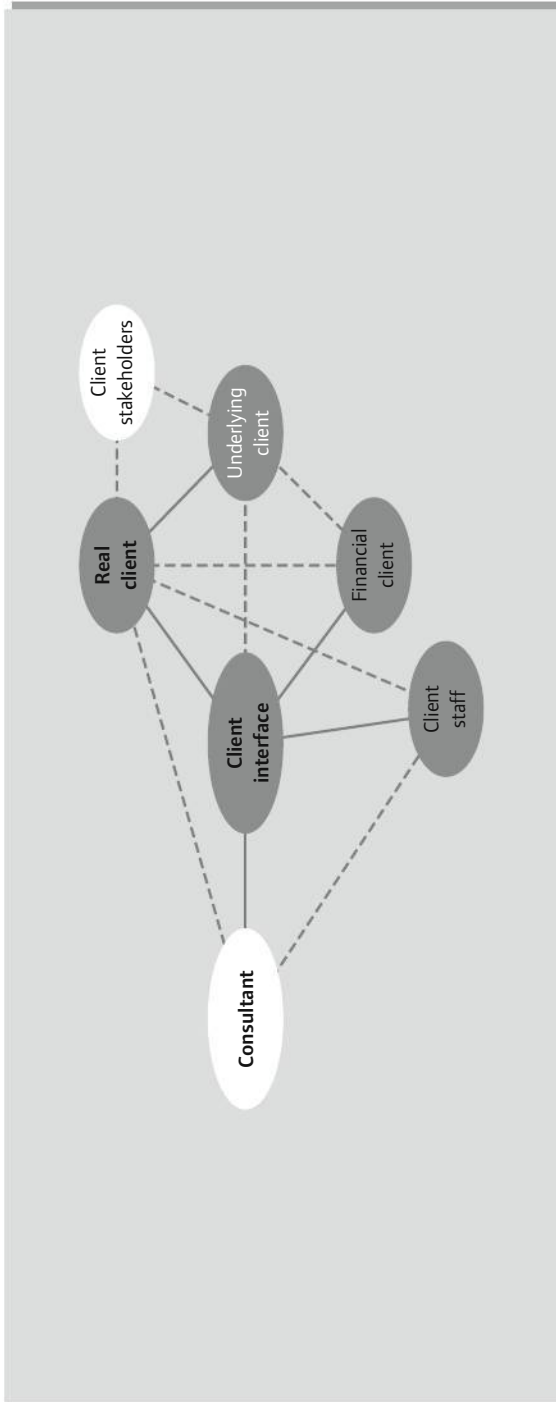 Client
stakeholders
Real
client
Underlying
client
Client
interface
Financial
client
Consultant
Client
staff